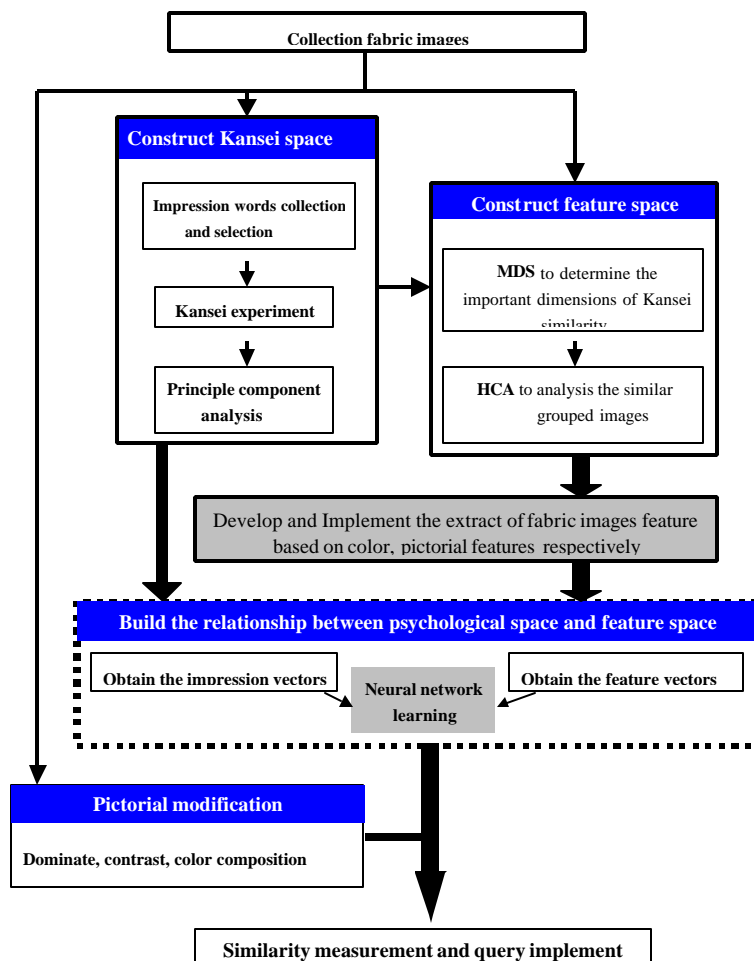 Collection fabric images
Construct Kansei space
Impression words collection
and selection
Kansei experiment
Principle component
analysis
Construct feature space
MDS to determine the
important dimensions of Kansei
similarity
HCA to analysis the similar
grouped images
Develop and Implement the extract of fabric images feature
based on color, pictorial features respectively
Build the relationship between psychological space and feature space
Obtain the impression vectors
Neural network
learning
Obtain the feature vectors
Pictorial modification
Dominate, contrast, color composition
Similarity measurement and query implement